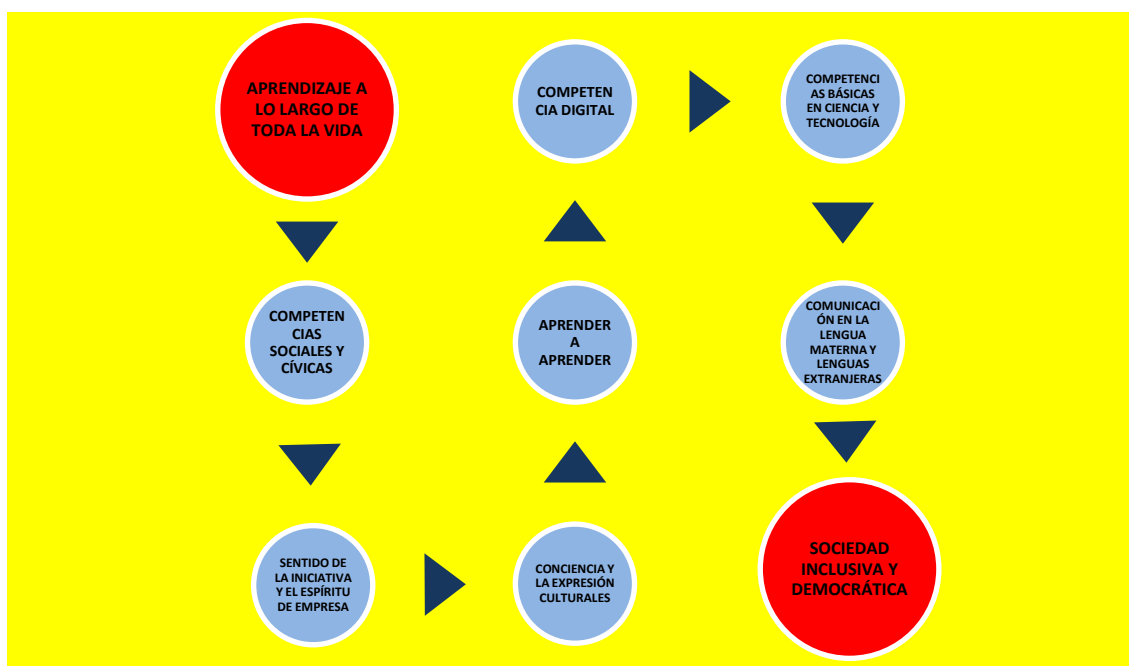 APRENDIZAJE A
LO LARGO DE
TODA LA VIDA
COMPETEN
CIAS
SOCIALES Y
CÍVICAS
SENTIDO DE
LA INICIATIVA
Y EL ESPÍRITU
DE EMPRESA
CONCIENCIA Y
LA EXPRESIÓN
CULTURALES
APRENDER
A
APRENDER
COMPETEN
CIA DIGITAL
COMPETENCI
AS BÁSICAS
EN CIENCIA Y
TECNOLOGÍA
COMUNICACI
ÓN EN LA
LENGUA
MATERNA Y
LENGUAS
EXTRANJERAS
SOCIEDAD
INCLUSIVA Y
DEMOCRÁTICA